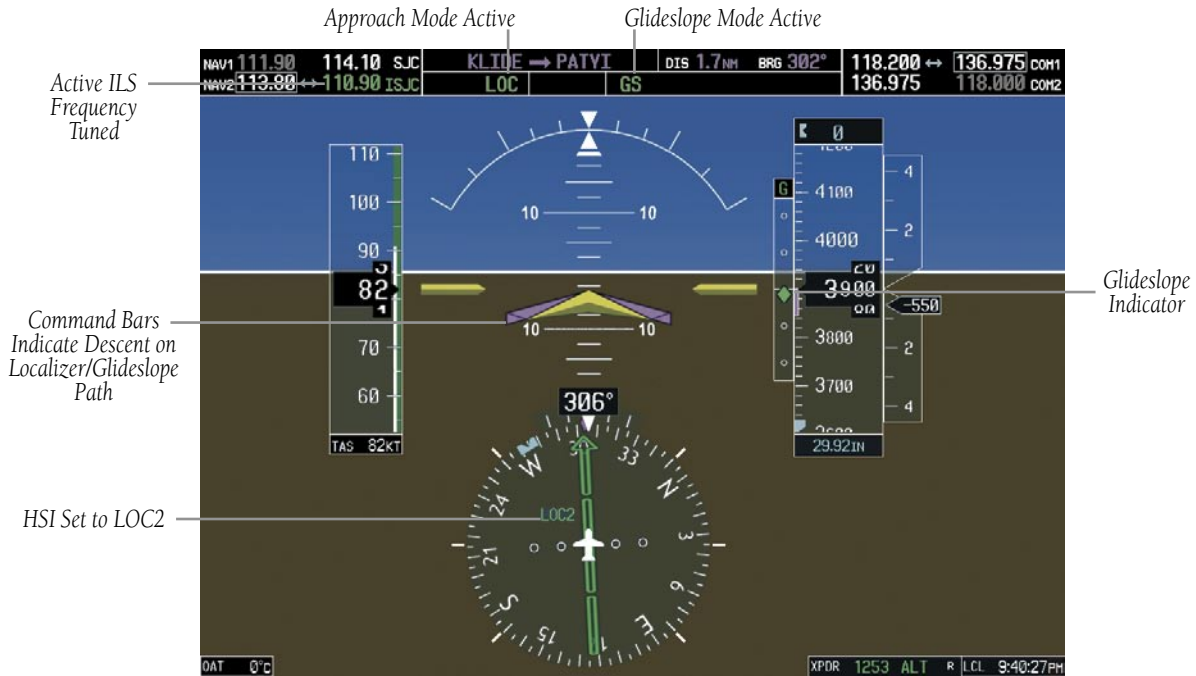 Approach Mode Active
Glideslope Mode Active
NAV1 111.90 114.10 SJC
KLIDE → PATYI
DIS 1.7NM BRG 302°
118.200 ↔ 136.975 COM1
NAV2 113.80 ↔ 110.90 ISJC
LOC
GS
136.975 118.000 COM2
Active ILS
Frequency
Tuned
110
100
90
82
70
60
TAS 82KT
10 10
10 10
0
4100
4000
3900
20
80
3800
3700
29.92IN
G
4
2
-550
2
4
Glideslope
Indicator
Command Bars
Indicate Descent on
Localizer/Glideslope
Path
306°
HSI Set to LOC2
LOC2
33
N
3
6
E
15
S
21
24
W
OAT 0°C
XPDR 1253 ALT R LCL 9:40:27PM